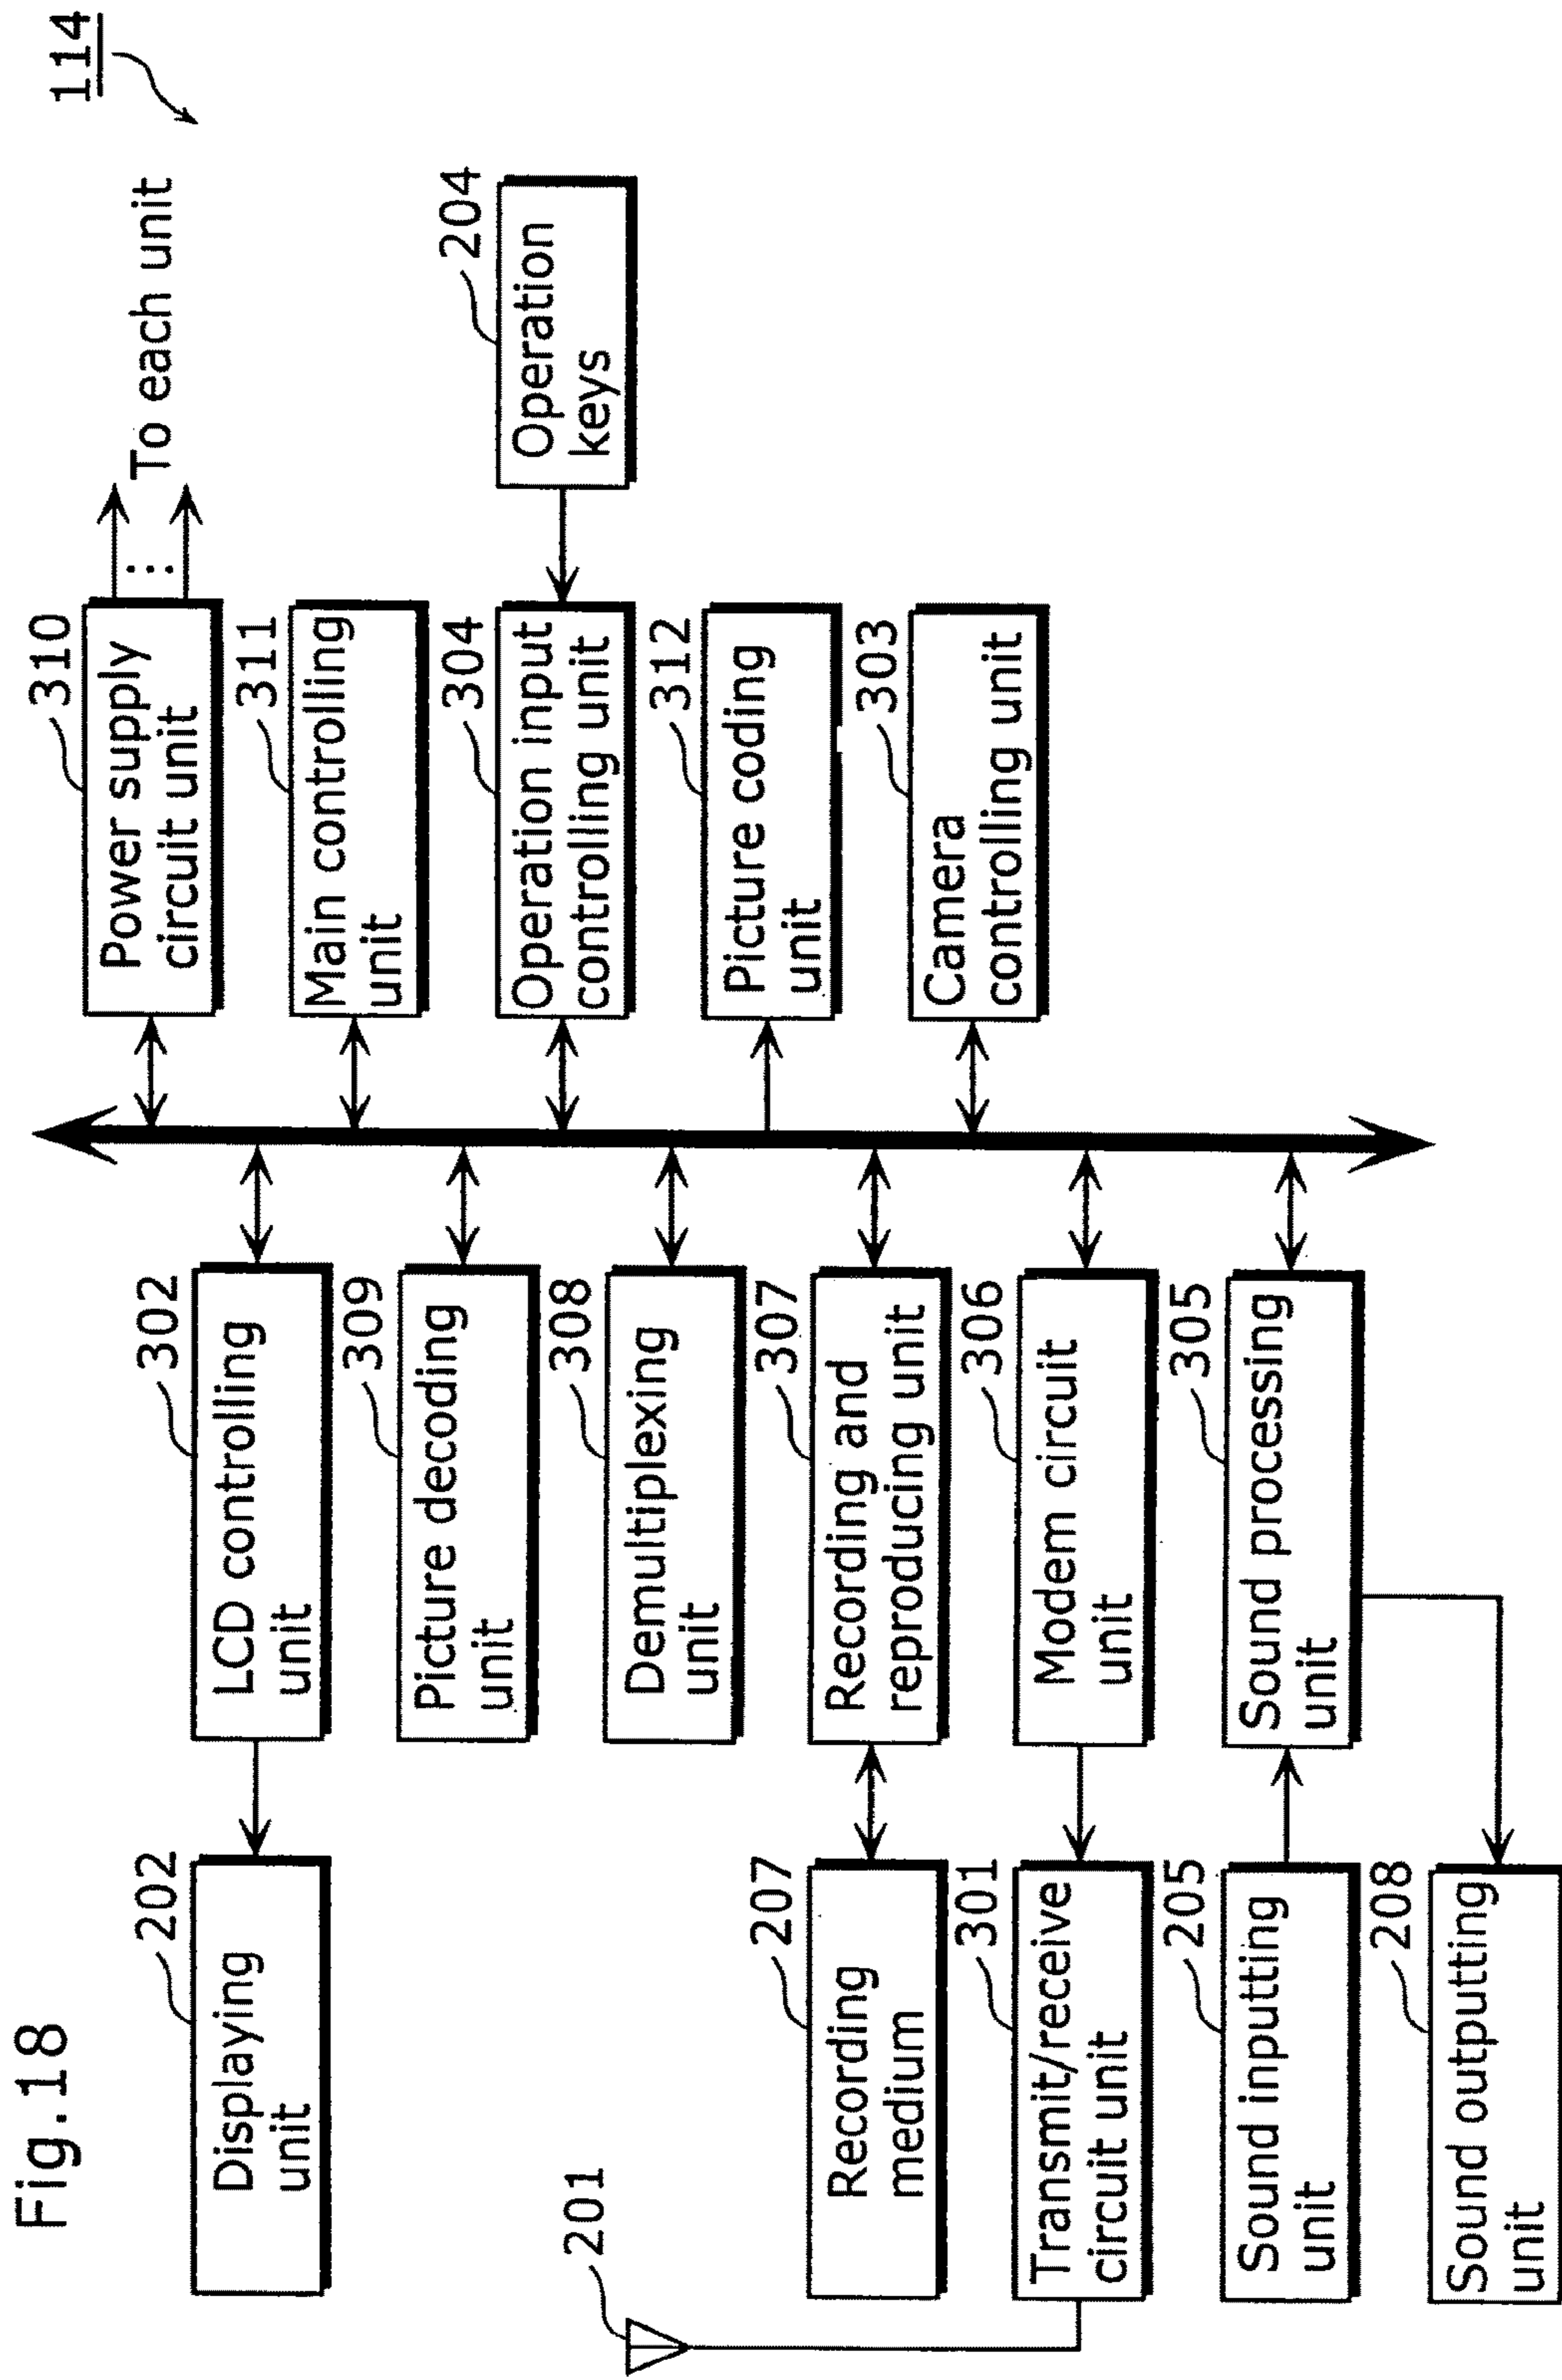 Fig.18
114
202
Displaying
unit
302
LCD controlling
unit
310
Power supply
circuit unit
To each unit
309
Picture decoding
unit
311
Main controlling
unit
308
Demultiplexing
unit
304
Operation input
controlling unit
204
Operation
keys
201
207
Recording
medium
307
Recording and
reproducing unit
312
Picture coding
unit
301
Transmit/receive
circuit unit
306
Modem circuit
unit
303
Camera
controlling unit
205
Sound inputting
unit
305
Sound processing
unit
208
Sound outputting
unit